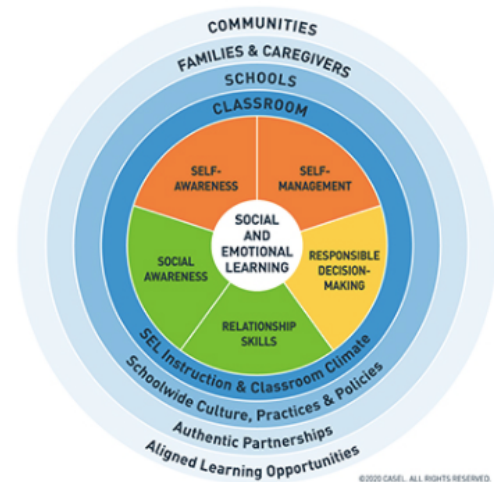 COMMUNITIES
FAMILIES & CAREGIVERS
SCHOOLS
CLASSROOM
SELF-
AWARENESS
SELF-
MANAGEMENT
SOCIAL
AND
EMOTIONAL
LEARNING
SOCIAL
AWARENESS
RESPONSIBLE
DECISION-
MAKING
RELATIONSHIP
SKILLS
SEL Instruction & Classroom Climate
Schoolwide Culture, Practices & Policies
Authentic Partnerships
Aligned Learning Opportunities
©2020 CASEL. ALL RIGHTS RESERVED.